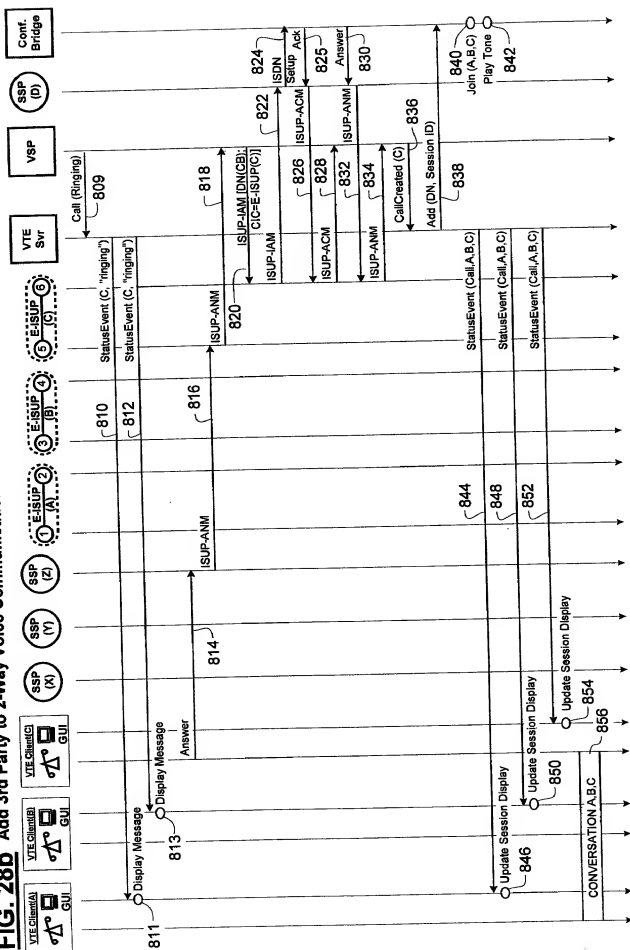 FIG. 28b Add 3rd Party to 2-Way Voice
VTE Client(A)
GUI
VTE Client(B)
GUI
VTE Client(C)
GUI
SSP
(X)
SSP
(Y)
SSP
(Z)
1 E-ISUP 2
(A)
3 E-ISUP 4
(B)
5 E-ISUP 6
(C)
VTE
Svr
VSP
SSP
(D)
Conf.
Bridge
Call (Ringing)
809
StatusEvent (C, "ringing")
810
Display Message
811
StatusEvent (C, "ringing")
812
Display Message
813
Answer
814
ISUP-ANM
816
ISUP-ANM
818
ISUP-IAM [DN(CB);
CIC=E-ISUP(C)]
820
ISUP-IAM
822
ISDN
Setup
824
Ack
825
ISUP-ACM
826
ISUP-ACM
828
Answer
830
ISUP-ANM
832
ISUP-ANM
834
CallCreated (C)
836
Add (DN, Session ID)
838
840
Join (A,B,C)
Play Tone
842
StatusEvent (Call,A,B,C)
844
Update Session Display
846
StatusEvent (Call,A,B,C)
848
Update Session Display
850
StatusEvent (Call,A,B,C)
852
Update Session Display
854
CONVERSATION A,B,C
856